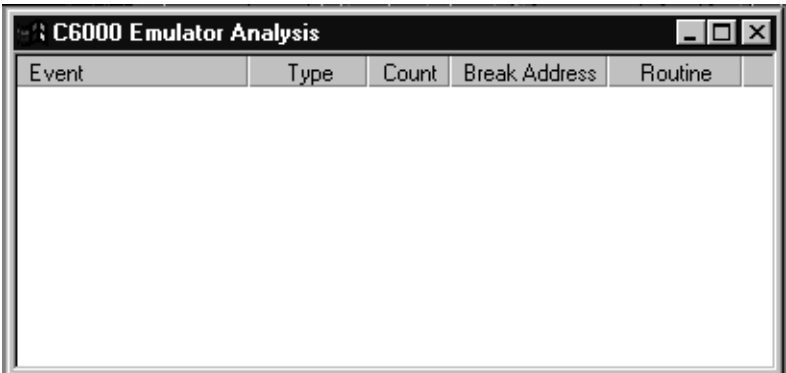 C6000 Emulator Analysis
Event Type Count Break Address Routine